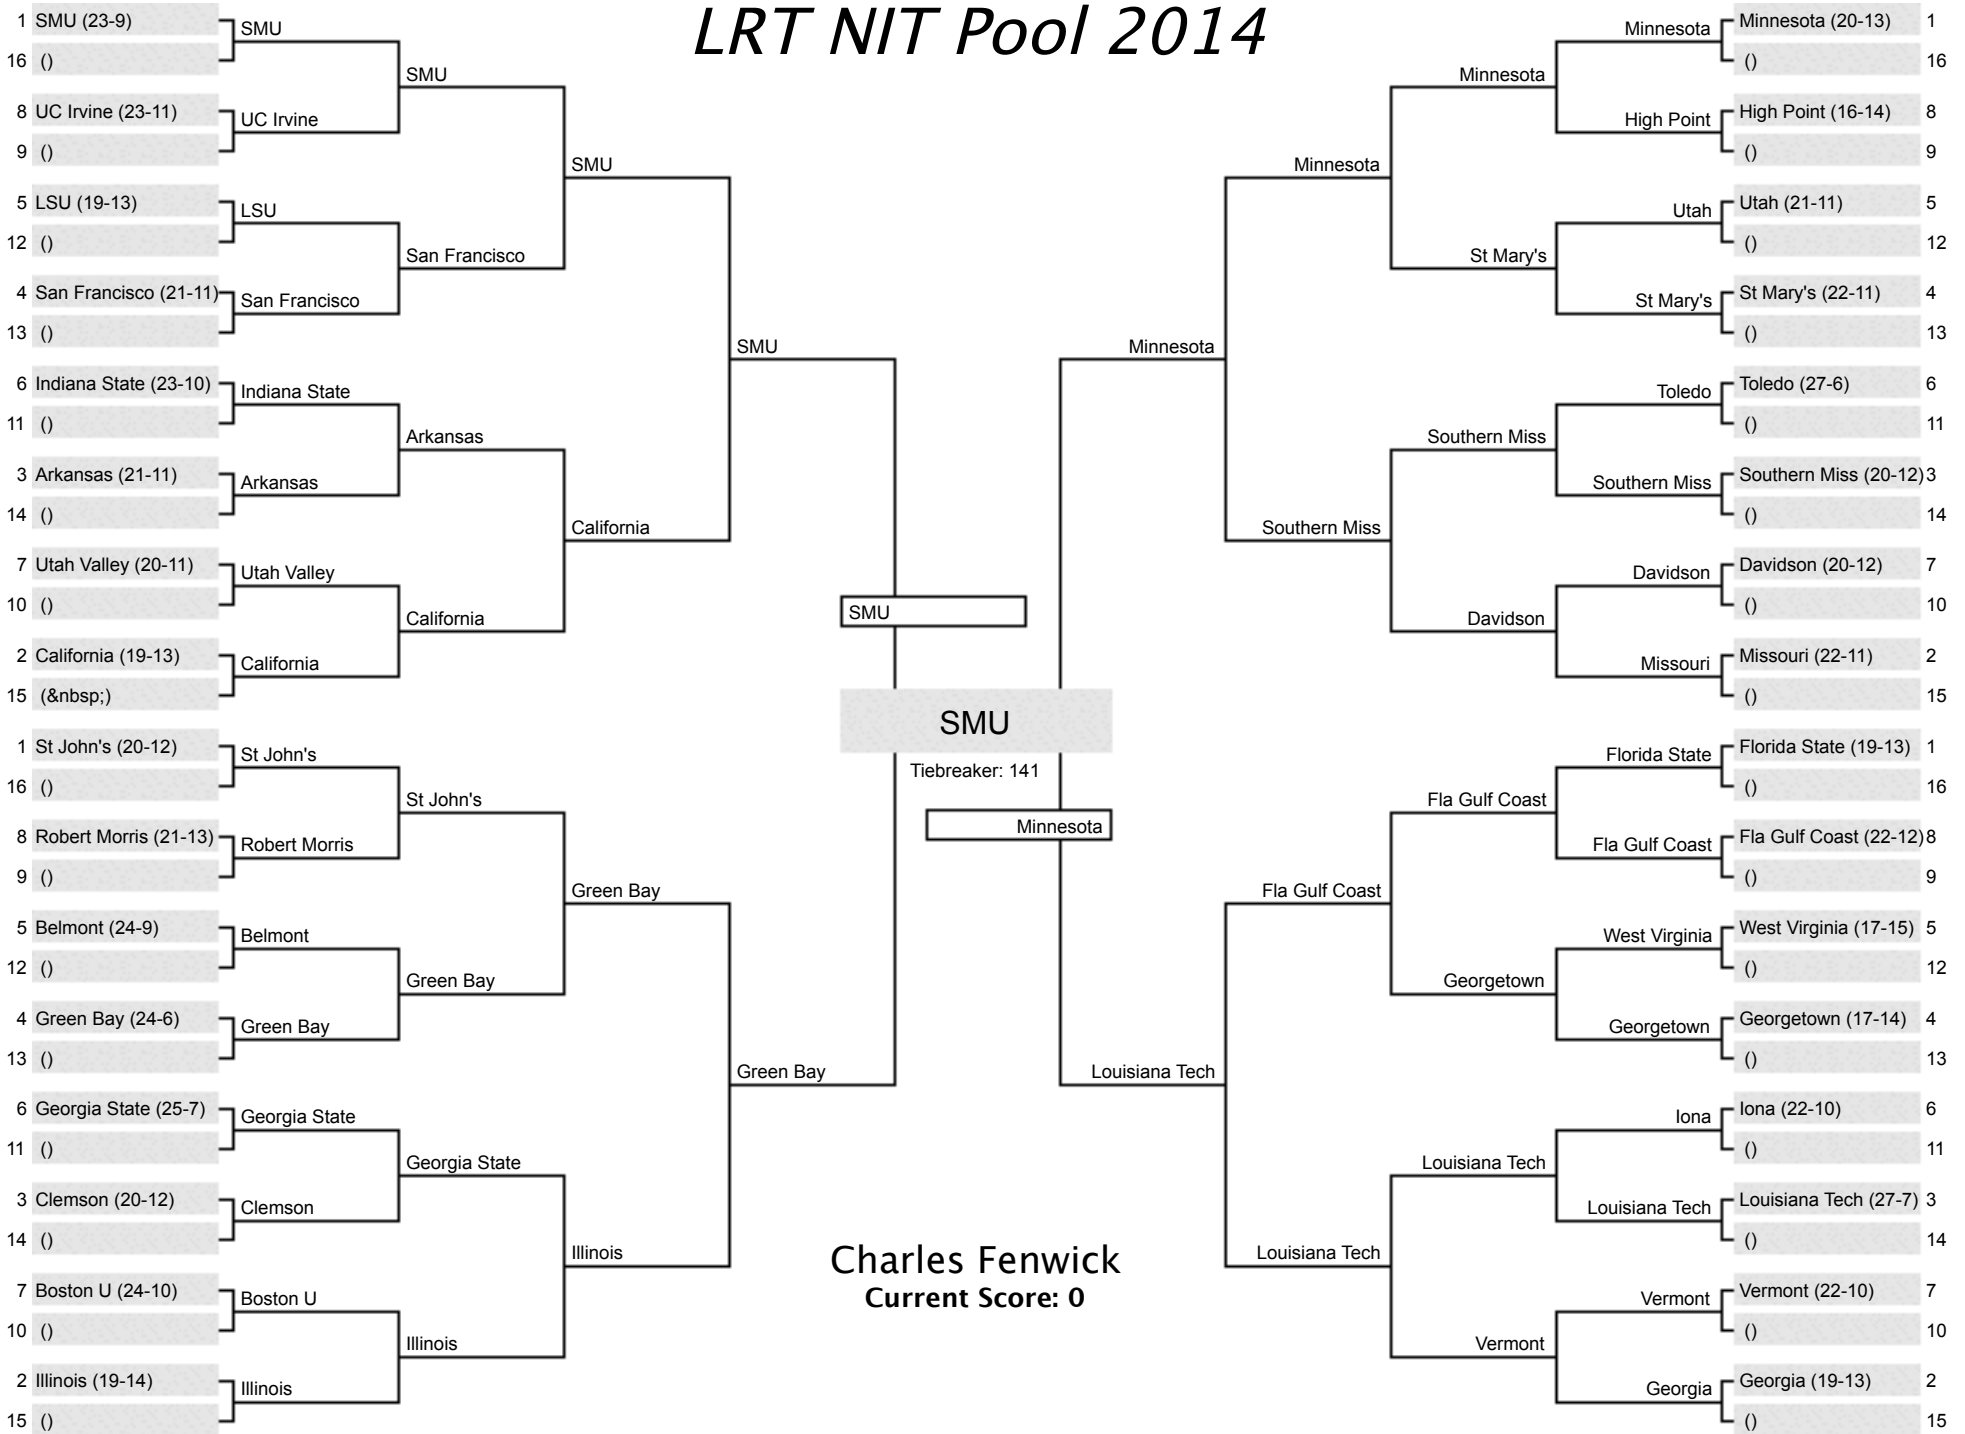 LRT NIT Pool 2014
1 SMU (23-9)
16 ()
8 UC Irvine (23-11)
9 ()
5 LSU (19-13)
12 ()
4 San Francisco (21-11)
13 ()
6 Indiana State (23-10)
11 ()
3 Arkansas (21-11)
14 ()
7 Utah Valley (20-11)
10 ()
2 California (19-13)
15 (&nbsp;)
1 St John's (20-12)
16 ()
8 Robert Morris (21-13)
9 ()
5 Belmont (24-9)
12 ()
4 Green Bay (24-6)
13 ()
6 Georgia State (25-7)
11 ()
3 Clemson (20-12)
14 ()
7 Boston U (24-10)
10 ()
2 Illinois (19-14)
15 ()
SMU
UC Irvine
LSU
San Francisco
Indiana State
Arkansas
Utah Valley
California
St John's
Robert Morris
Belmont
Green Bay
Georgia State
Clemson
Boston U
Illinois
SMU
San Francisco
Arkansas
California
St John's
Green Bay
Georgia State
Illinois
SMU
California
Green Bay
Illinois
SMU
Green Bay
SMU
SMU
Tiebreaker: 141
Minnesota
Charles Fenwick
Current Score: 0
Minnesota
Louisiana Tech
Minnesota
Southern Miss
Fla Gulf Coast
Louisiana Tech
Minnesota
St Mary's
Southern Miss
Davidson
Fla Gulf Coast
Georgetown
Louisiana Tech
Vermont
Minnesota
High Point
Utah
St Mary's
Toledo
Southern Miss
Davidson
Missouri
Florida State
Fla Gulf Coast
West Virginia
Georgetown
Iona
Louisiana Tech
Vermont
Georgia
Minnesota (20-13) 1
() 16
High Point (16-14) 8
() 9
Utah (21-11) 5
() 12
St Mary's (22-11) 4
() 13
Toledo (27-6) 6
() 11
Southern Miss (20-12) 3
() 14
Davidson (20-12) 7
() 10
Missouri (22-11) 2
() 15
Florida State (19-13) 1
() 16
Fla Gulf Coast (22-12) 8
() 9
West Virginia (17-15) 5
() 12
Georgetown (17-14) 4
() 13
Iona (22-10) 6
() 11
Louisiana Tech (27-7) 3
() 14
Vermont (22-10) 7
() 10
Georgia (19-13) 2
() 15